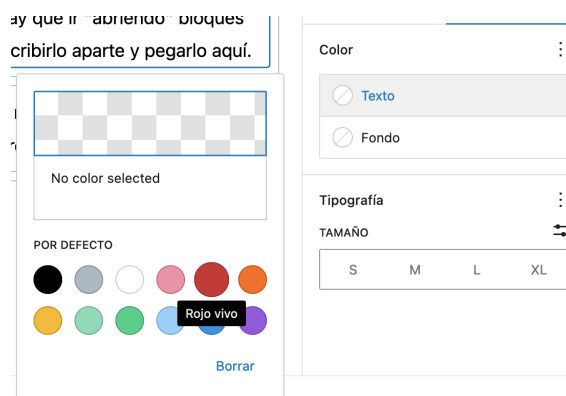 ay que ir "abriendo" bloques
cribirlo aparte y pegarlo aquí.
No color selected
POR DEFECTO
Rojo vivo
Borrar
Color
Texto
Fondo
Tipografía
TAMAÑO
S M L XL